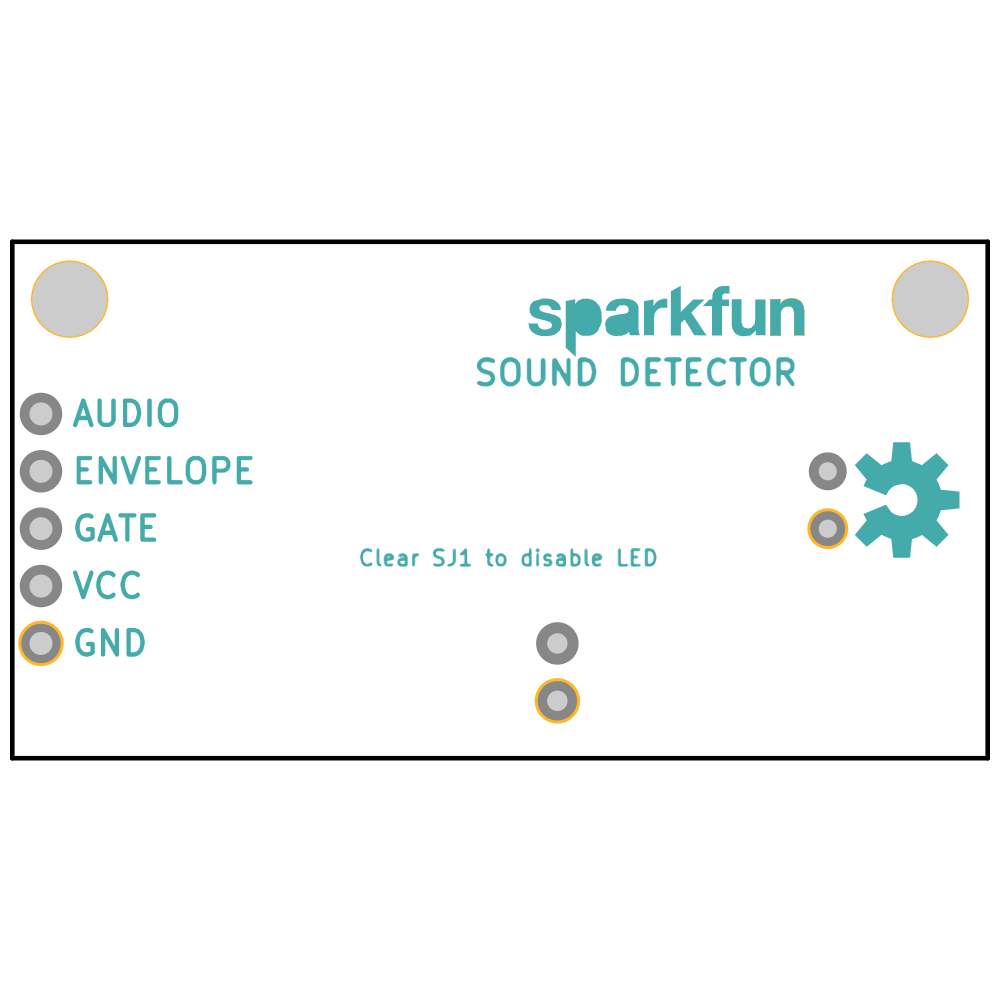 sparkfun
SOUND DETECTOR
AUDIO
ENVELOPE
GATE
VCC
GND
Clear SJ1 to disable LED